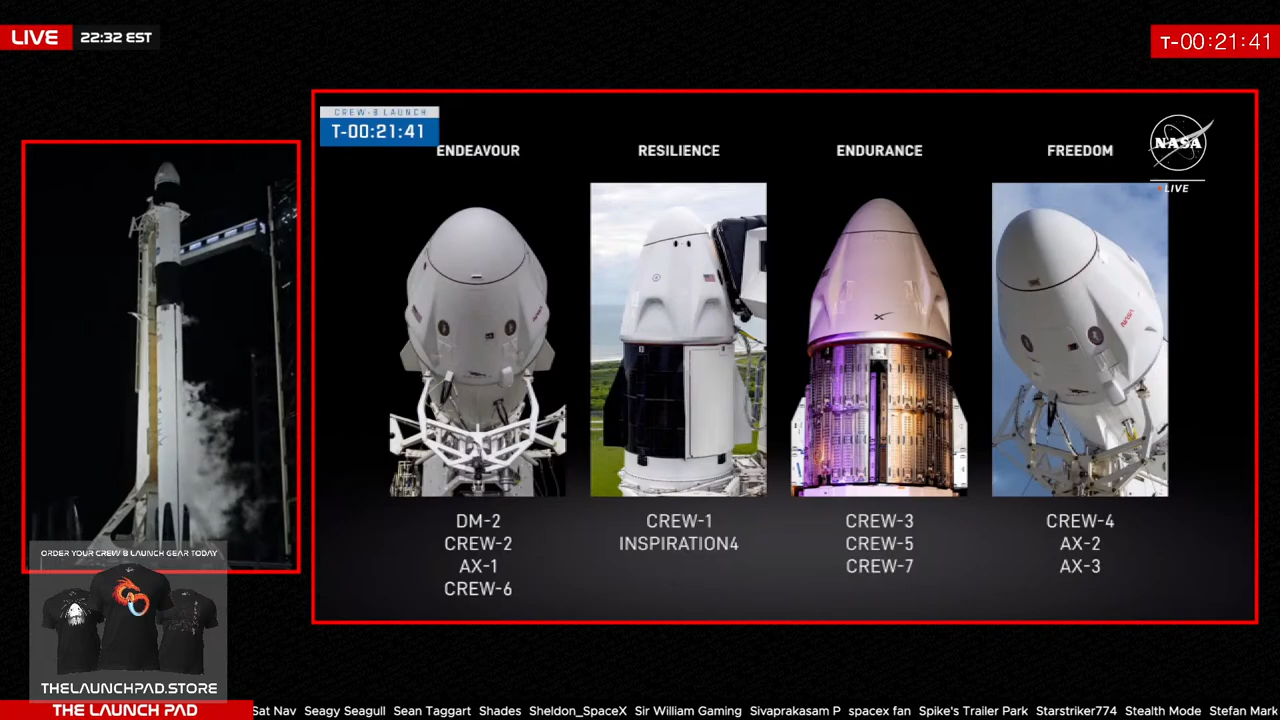 LIVE
22:32 EST
T-00:21:41
CREW-8 LAUNCH
T-00:21:41
NASA
LIVE
ENDEAVOUR
RESILIENCE
ENDURANCE
FREEDOM
DM-2
CREW-2
AX-1
CREW-6
CREW-1
INSPIRATION4
CREW-3
CREW-5
CREW-7
CREW-4
AX-2
AX-3
ORDER YOUR CREW 8 LAUNCH GEAR TODAY
THELAUNCHPAD.STORE
THE LAUNCH PAD
Sat Nav Seagy Seagull Sean Taggart Shades Sheldon_SpaceX Sir William Gaming Sivaprakasam P spacex fan Spike's Trailer Park Starstriker774 Stealth Mode Stefan Mark